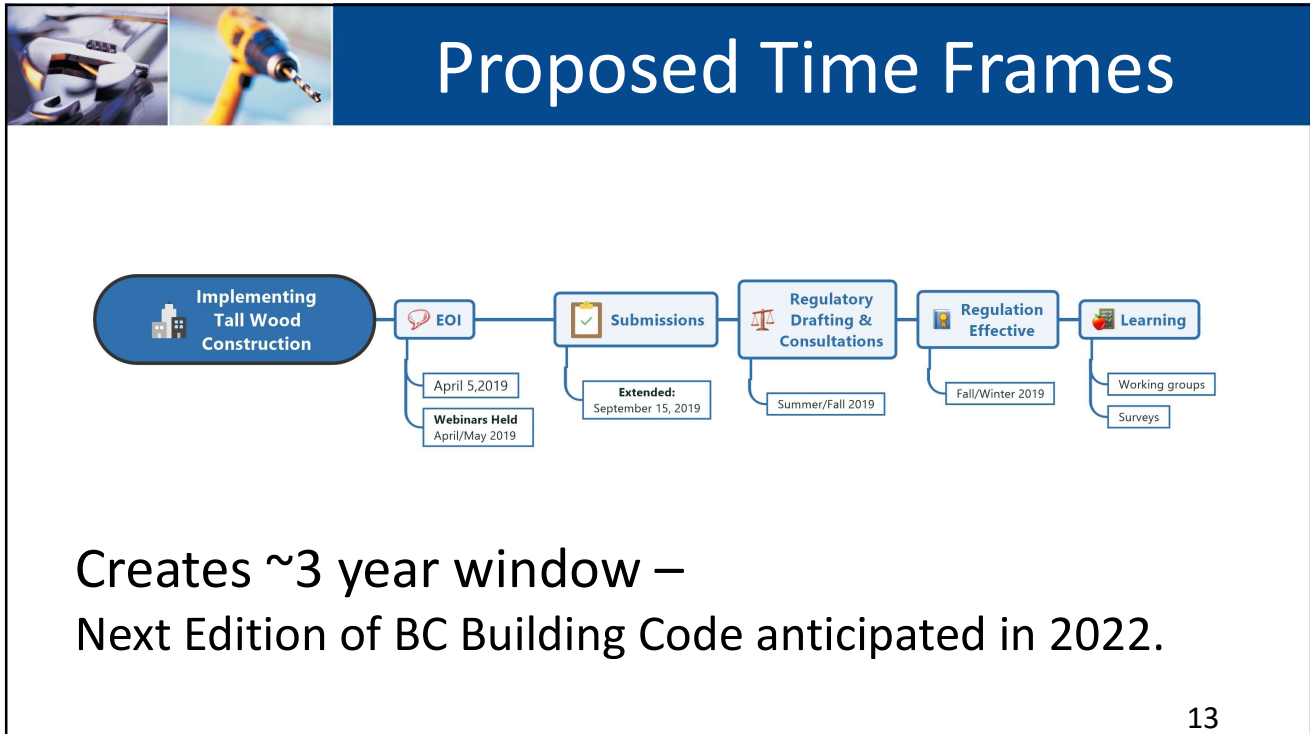 Proposed Time Frames
Implementing
Tall Wood
Construction
EOI
April 5,2019
Webinars Held
April/May 2019
Submissions
Extended:
September 15, 2019
Regulatory
Drafting &
Consultations
Summer/Fall 2019
Regulation
Effective
Fall/Winter 2019
Learning
Working groups
Surveys
Creates ~3 year window –
Next Edition of BC Building Code anticipated in 2022.
13